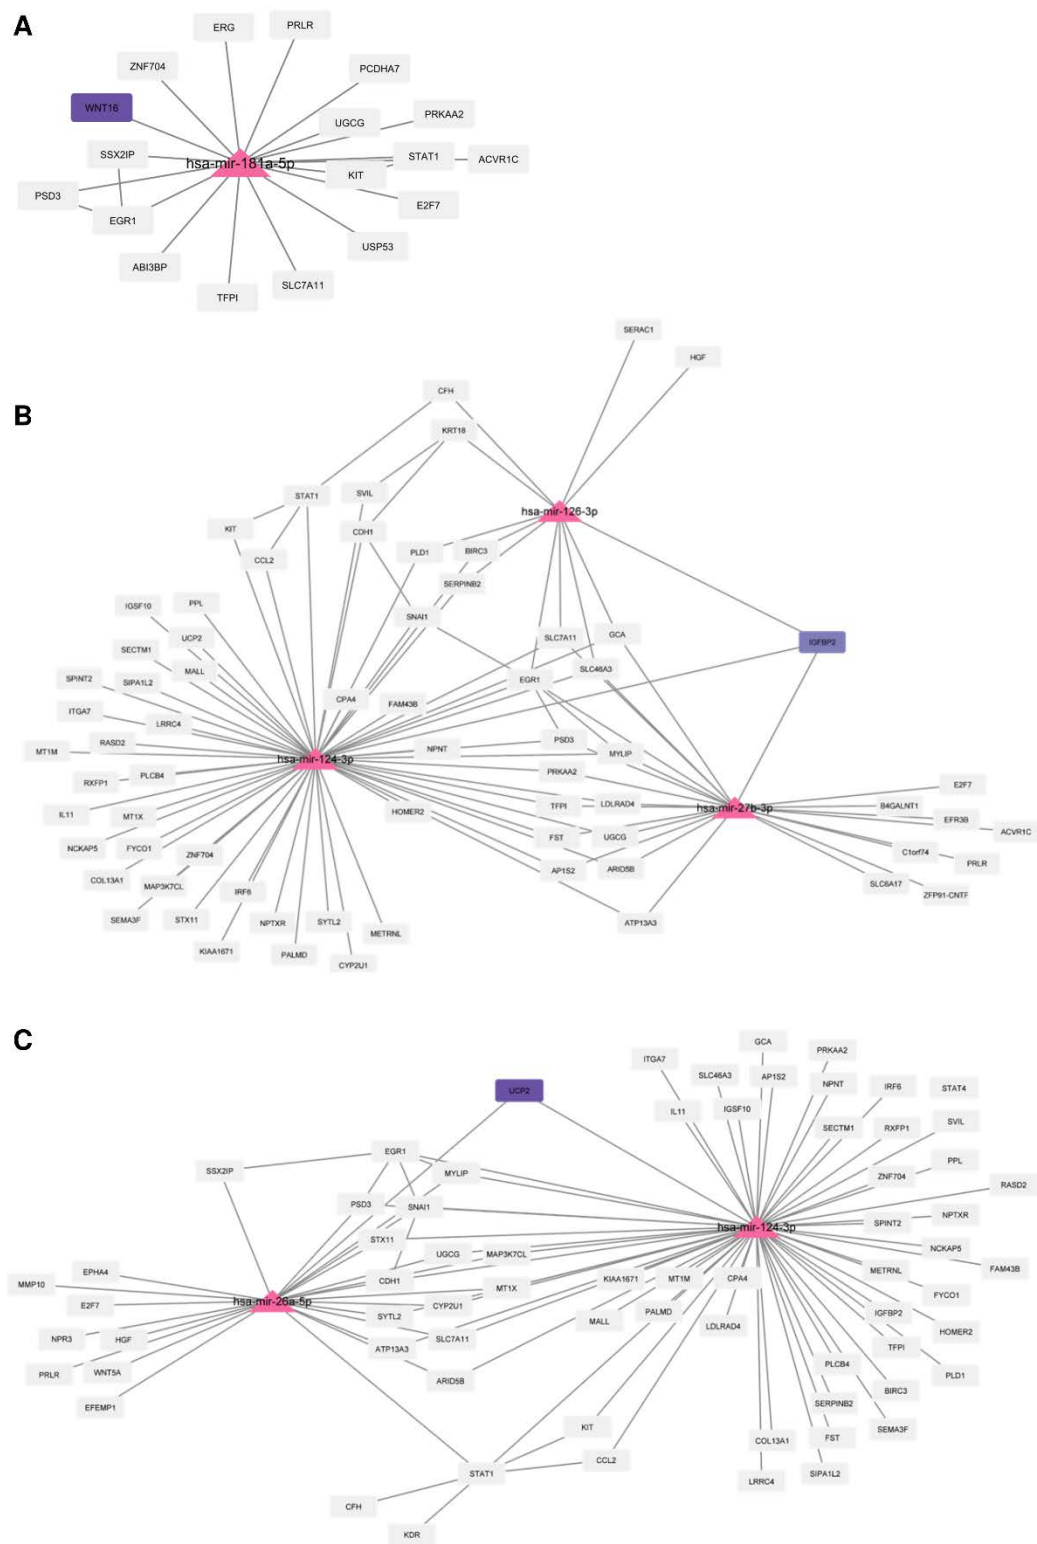 A
ERG
PRLR
ZNF704
PCDHA7
WNT16
PRKAA2
UGCG
SSX2IP
STAT1
ACVR1C
hsa-mir-181a-5p
KIT
PSD3
E2F7
EGR1
USP53
ABI3BP
SLC7A11
TFPI
B
SERAC1
HGF
CFH
KRT18
STAT1
SVIL
hsa-mir-126-3p
KIT
CDH1
CCL2
PLD1
BIRC3
SERPINB2
IGSF10
PPL
SNAI1
UCP2
SLC7A11
GCA
IGFBP2
SECTM1
MALL
SLC46A3
SPINT2
SIPA1L2
EGR1
CPA4
FAM43B
ITGA7
LRRC4
MT1M
RASD2
NPNT
PSD3
MYLIP
hsa-mir-124-3p
RXFP1
PLCB4
PRKAA2
E2F7
IL11
MT1X
HOMER2
TFPI
LDLRAD4
hsa-mir-27b-3p
B4GALNT1
EFR3B
ACVR1C
NCKAP5
FYCO1
FST
UGCG
ZNF704
C1orf74
PRLR
COL13A1
MAP3K7CL
AP1S2
ARID5B
SLC6A17
ZFP91-CNTF
IRF6
SEMA3F
STX11
NPTXR
SYTL2
METRNL
ATP13A3
KIAA1671
PALMD
CYP2U1
C
GCA
PRKAA2
ITGA7
SLC46A3
AP1S2
NPNT
IRF6
STAT4
UCP2
IL11
IGSF10
SECTM1
RXFP1
SVIL
EGR1
SSX2IP
MYLIP
ZNF704
PPL
RASD2
PSD3
SNAI1
SPINT2
NPTXR
hsa-mir-124-3p
STX11
UGCG
MAP3K7CL
NCKAP5
FAM43B
EPHA4
MMP10
CDH1
MT1X
KIAA1671
MT1M
CPA4
METRNL
FYCO1
hsa-mir-26a-5p
E2F7
SYTL2
CYP2U1
MALL
PALMD
LDLRAD4
IGFBP2
HOMER2
NPR3
HGF
SLC7A11
ATP13A3
TFPI
PRLR
WNT5A
ARID5B
PLCB4
PLD1
EFEMP1
BIRC3
SERPINB2
KIT
COL13A1
FST
SEMA3F
CCL2
STAT1
LRRC4
SIPA1L2
CFH
KDR